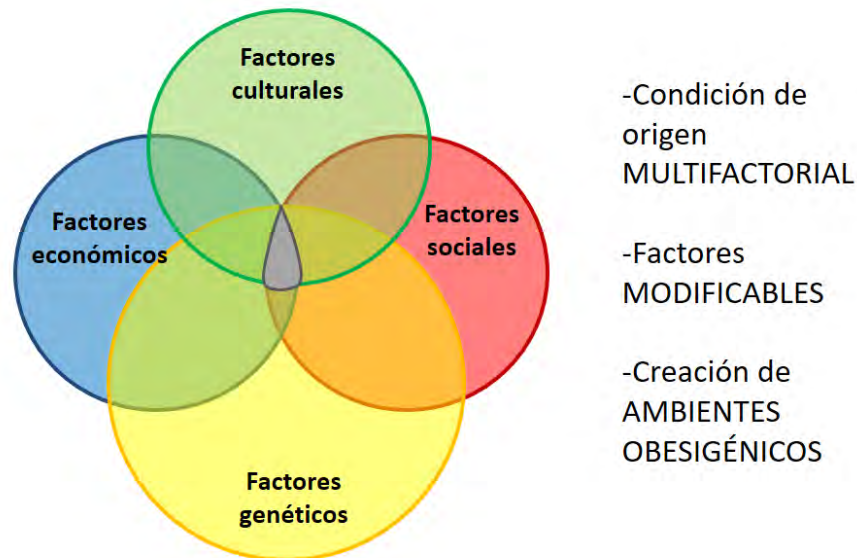 Factores
culturales
Factores
económicos
Factores
sociales
Factores
genéticos
-Condición de
origen
MULTIFACTORIAL
-Factores
MODIFICABLES
-Creación de
AMBIENTES
OBESIGÉNICOS